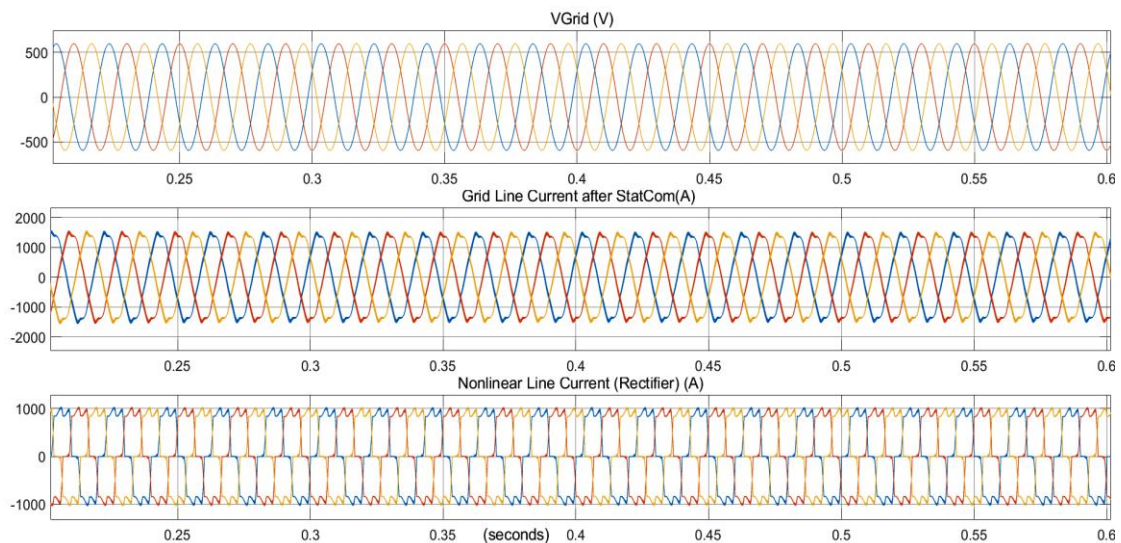 VGrid (V)
500
0
-500
0.25 0.3 0.35 0.4 0.45 0.5 0.55 0.6
Grid Line Current after StatCom(A)
2000
1000
0
-1000
-2000
0.25 0.3 0.35 0.4 0.45 0.5 0.55 0.6
Nonlinear Line Current (Rectifier) (A)
1000
0
-1000
0.25 0.3 0.35 (seconds) 0.4 0.45 0.5 0.55 0.6